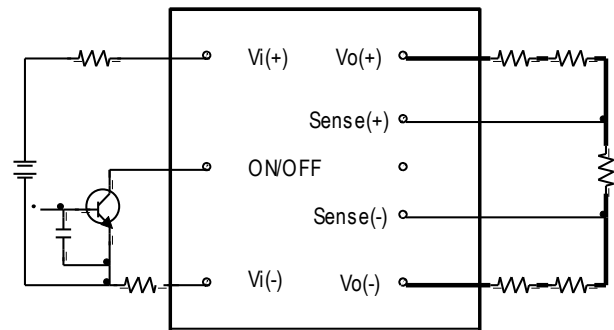 Vi(+) Vo(+)
Sense(+)
ON/OFF
Sense(-)
Vi(-) Vo(-)